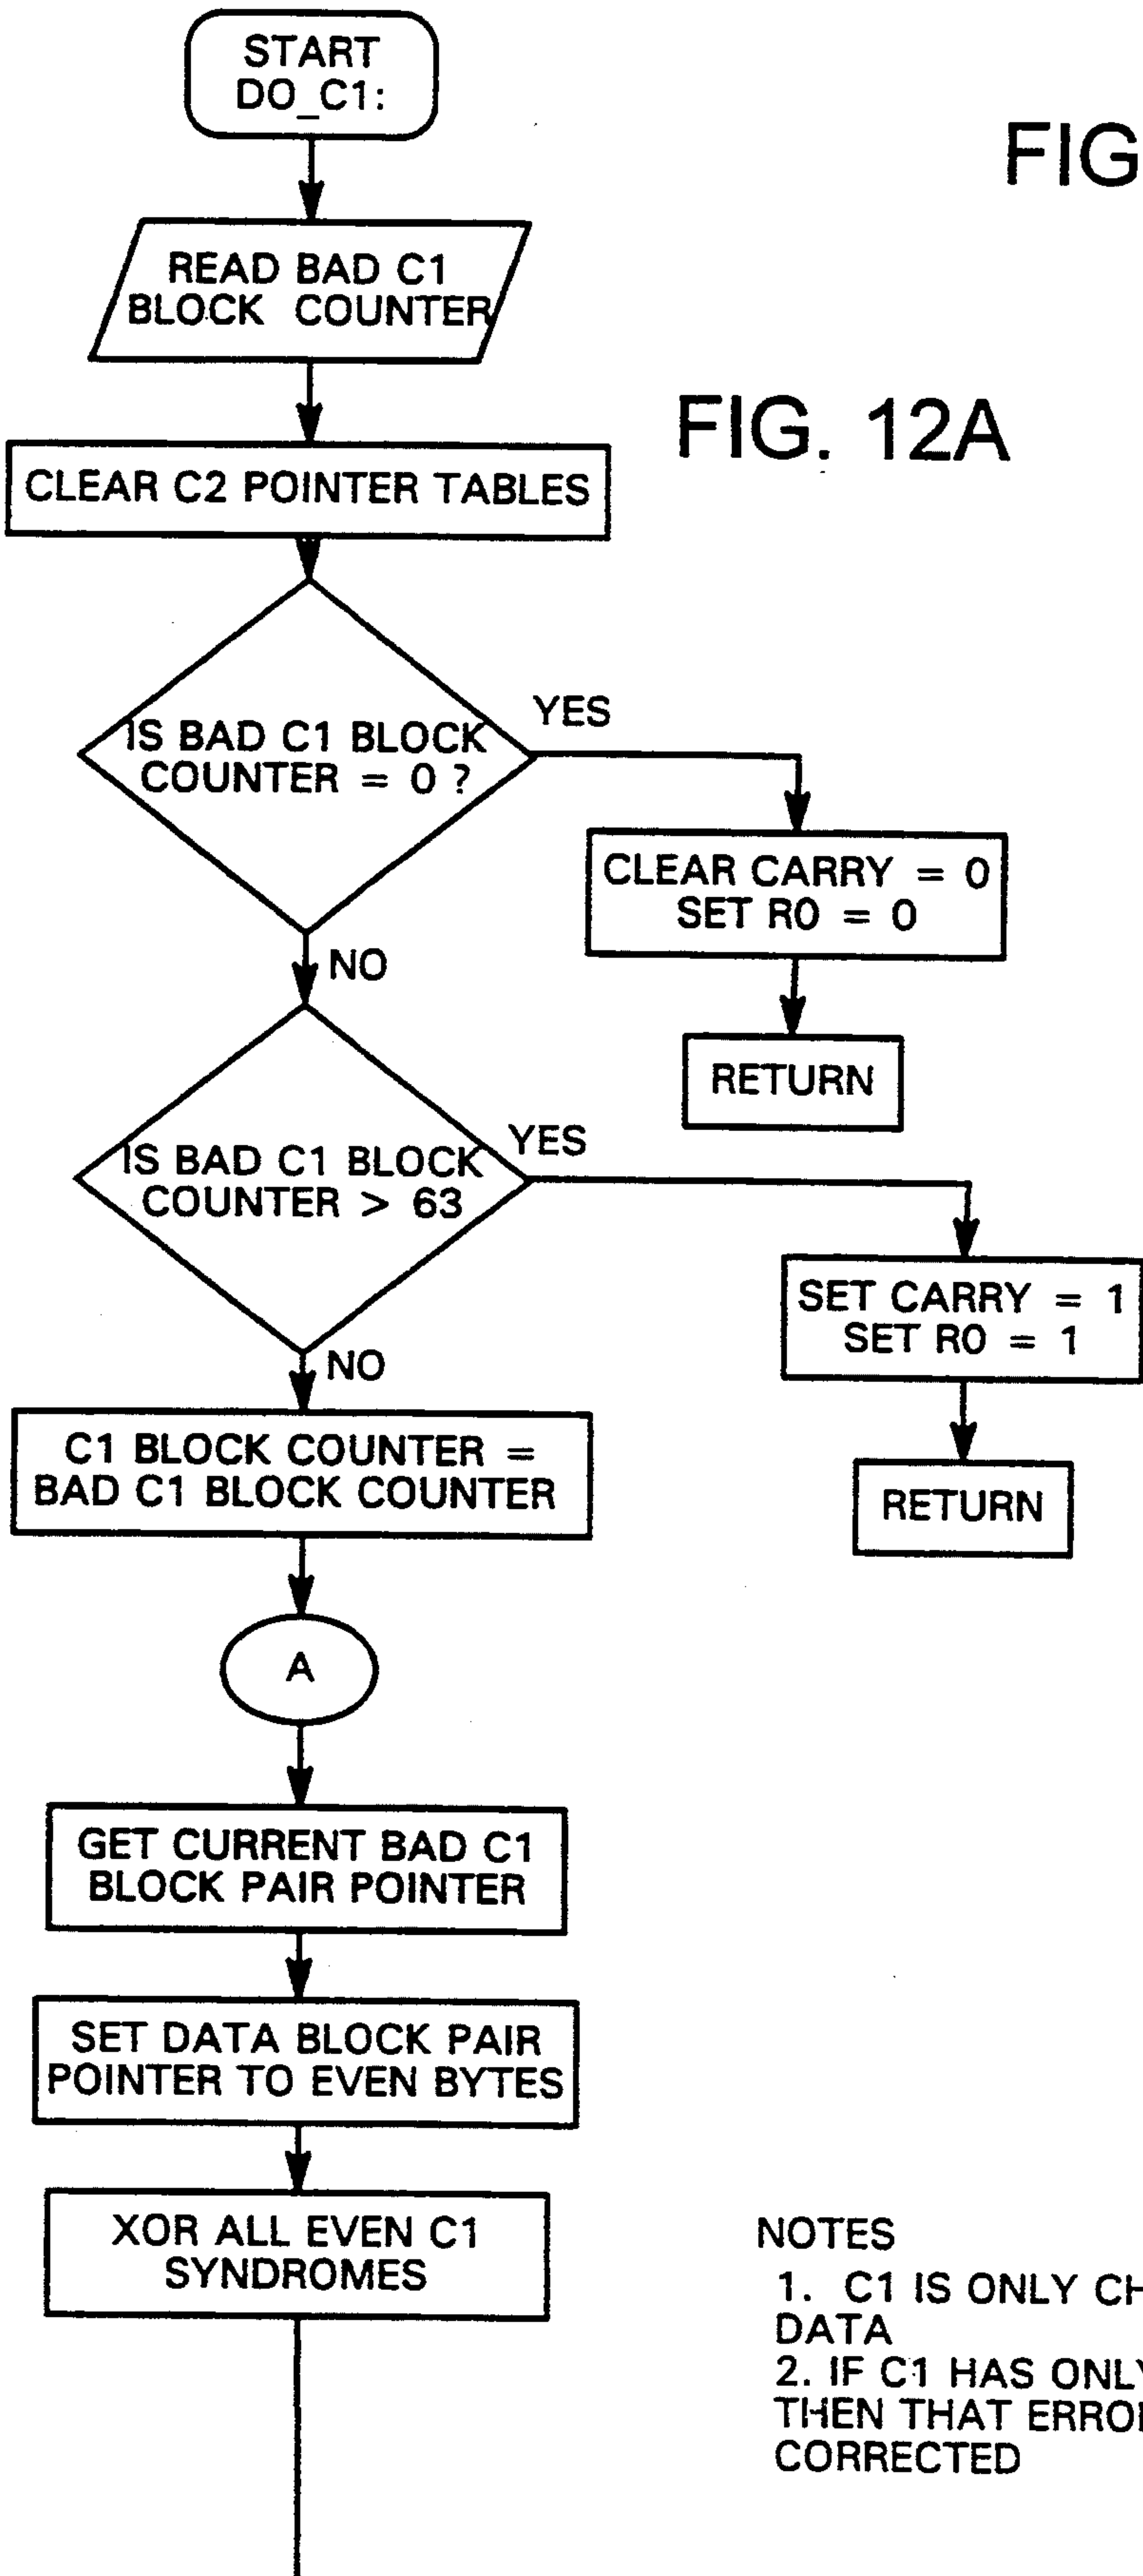 START
DO_C1:
FIG
READ BAD C1
BLOCK COUNTER
FIG. 12A
CLEAR C2 POINTER TABLES
IS BAD C1 BLOCK
COUNTER = 0 ?
YES
CLEAR CARRY = 0
SET R0 = 0
NO
RETURN
IS BAD C1 BLOCK
COUNTER > 63
YES
SET CARRY = 1
SET R0 = 1
NO
C1 BLOCK COUNTER =
BAD C1 BLOCK COUNTER
RETURN
A
GET CURRENT BAD C1
BLOCK PAIR POINTER
SET DATA BLOCK PAIR
POINTER TO EVEN BYTES
XOR ALL EVEN C1
SYNDROMES
NOTES
1. C1 IS ONLY CH
DATA
2. IF C1 HAS ONLY
THEN THAT ERROR
CORRECTED